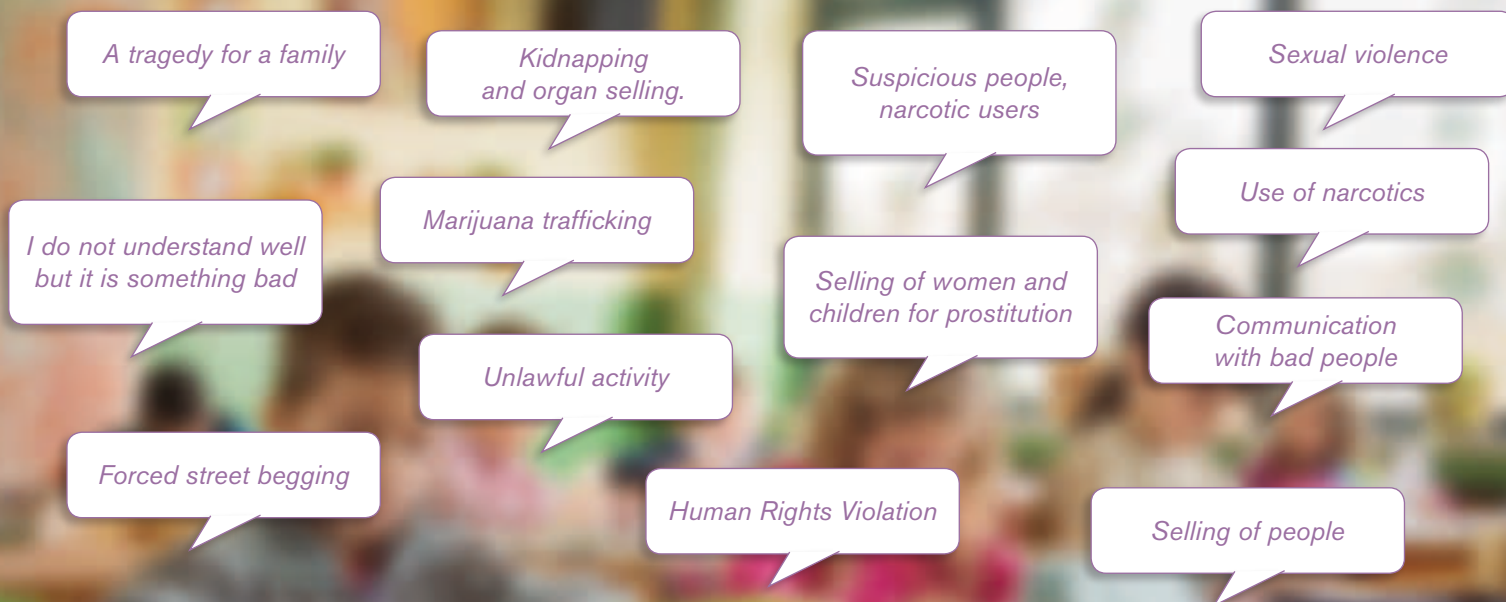 A tragedy for a family
Kidnapping
and organ selling.
Suspicious people,
narcotic users
Sexual violence
Marijuana trafficking
Use of narcotics
I do not understand well
but it is something bad
Selling of women and
children for prostitution
Communication
with bad people
Unlawful activity
Forced street begging
Human Rights Violation
Selling of people